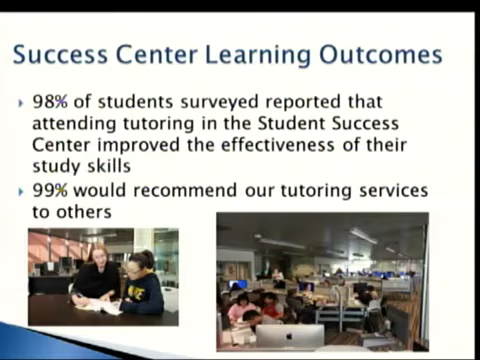 Success Center Learning Outcomes
98% of students surveyed reported that
attending tutoring in the Student Success
Center improved the effectiveness of their
study skills
99% would recommend our tutoring services
to others